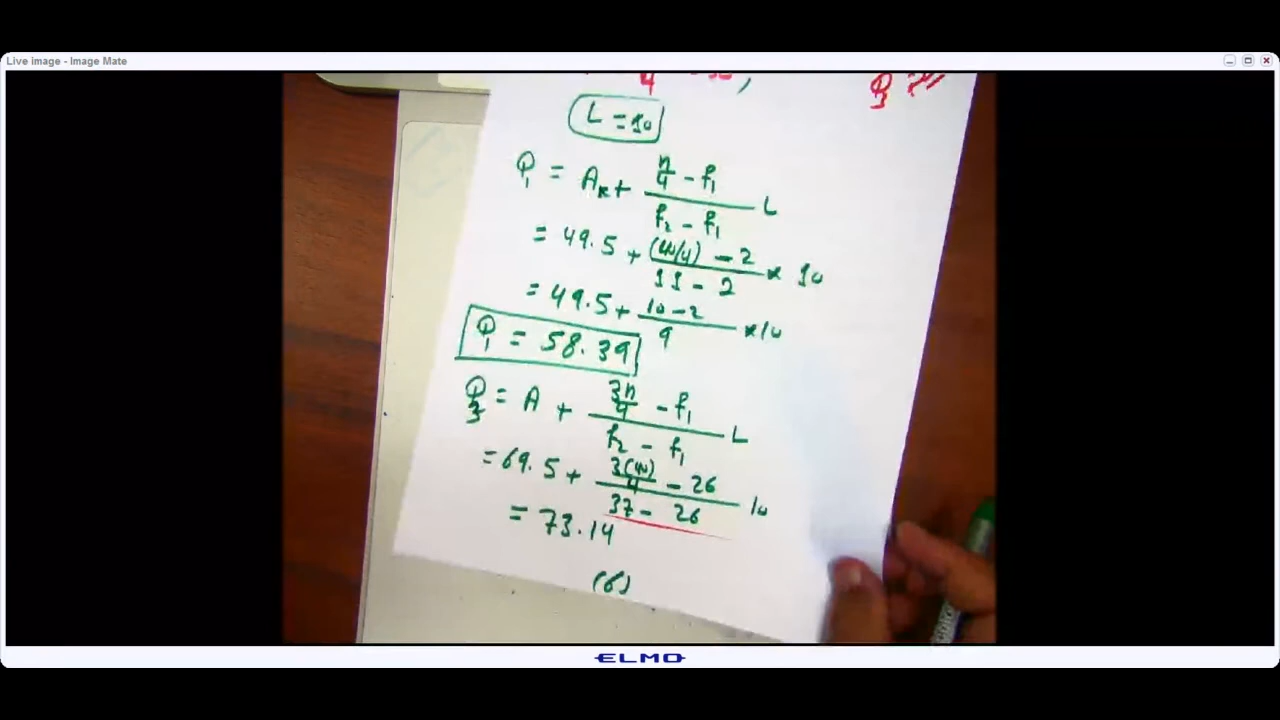 Live image - Image Mate
4
L = 10
Q₁ = Aₖ + (n/4 - f₁)/(f₂ - f₁) L
= 49.5 + ((40/4) - 2)/(11 - 2) * 10
= 49.5 + (10 - 2)/9 * 10
Q₁ = 58.39
Q₃ = A + (3n/4 - f₁)/(f₂ - f₁) L
= 69.5 + (3(40)/4 - 26)/(37 - 26) 10
= 73.14
(6)
ELMO